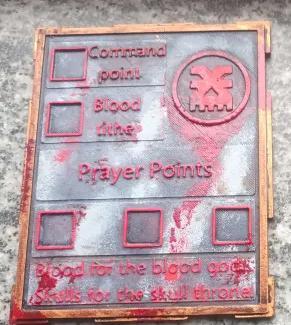 Command
point
Blood
tithe
Prayer Points
Blood for the blood god
Skulls for the skull throne